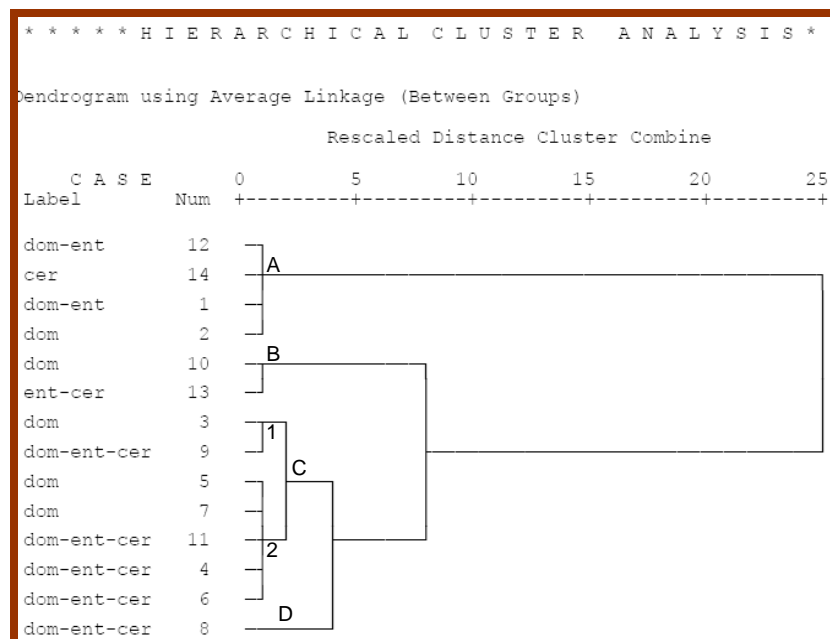 * * * * * H I E R A R C H I C A L C L U S T E R A N A L Y S I S *
Dendrogram using Average Linkage (Between Groups)
Rescaled Distance Cluster Combine
C A S E 0 5 10 15 20 25
Label Num +---------+---------+---------+---------+---------+
dom-ent 12
A
cer 14
dom-ent 1
dom 2
B
dom 10
ent-cer 13
dom 3
1
dom-ent-cer 9
C
dom 5
dom 7
dom-ent-cer 11
2
dom-ent-cer 4
dom-ent-cer 6
D
dom-ent-cer 8